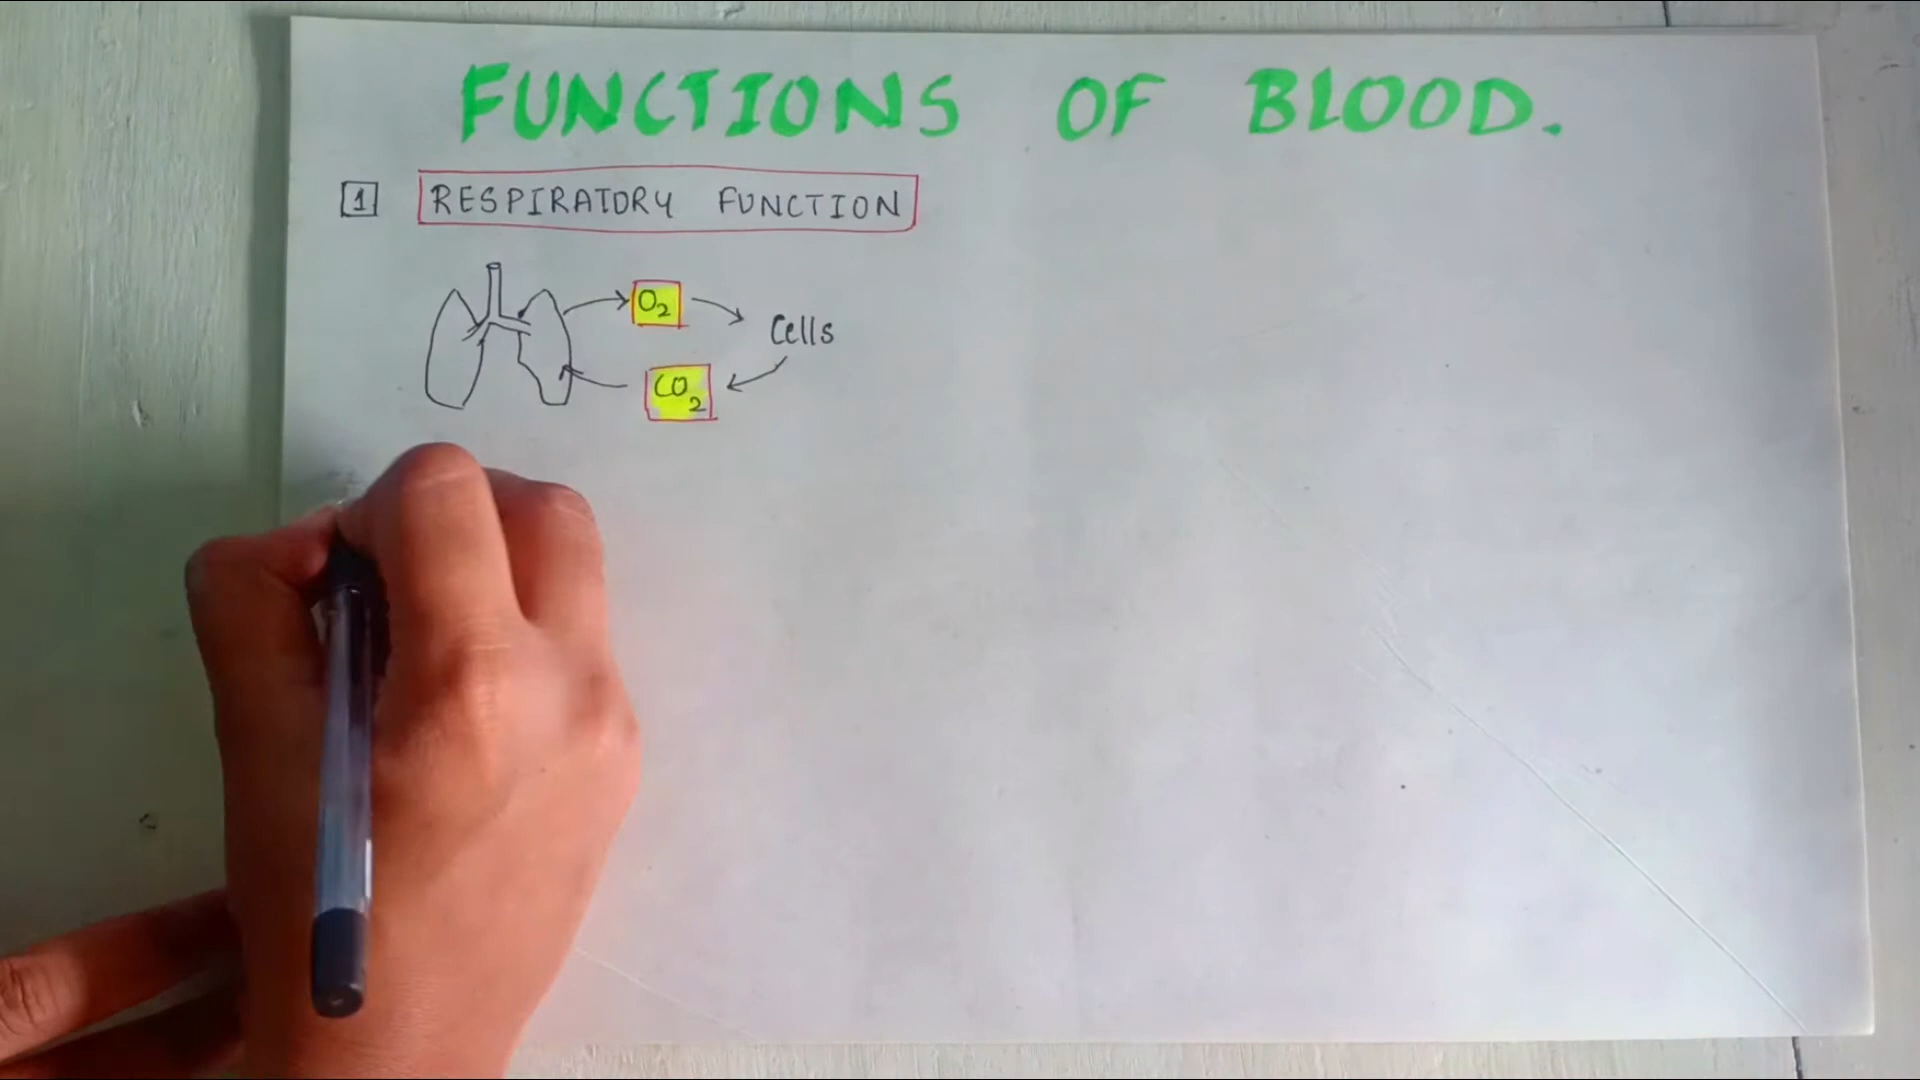 FUNCTIONS OF BLOOD.
1 RESPIRATORY FUNCTION
O2
Cells
CO2